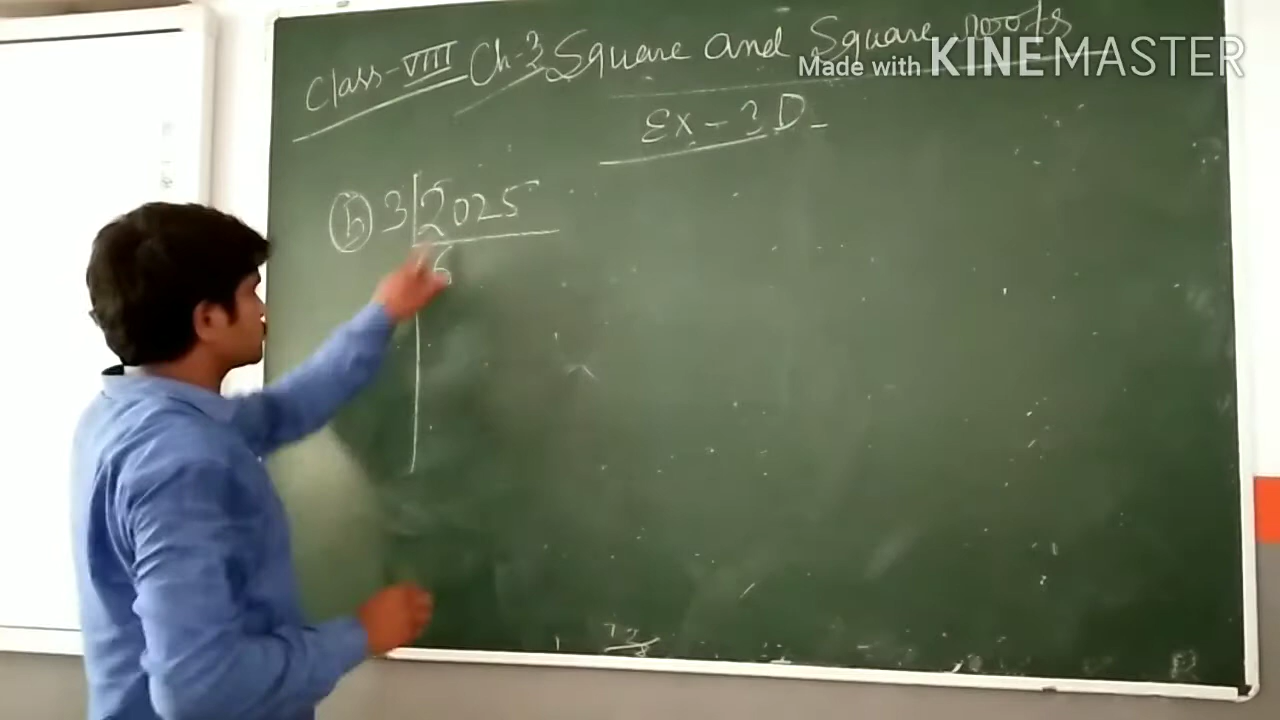 Class-VIII Ch-3 Square and Square roots
Made with KINEMASTER
Ex-3D
b 3 2025
6